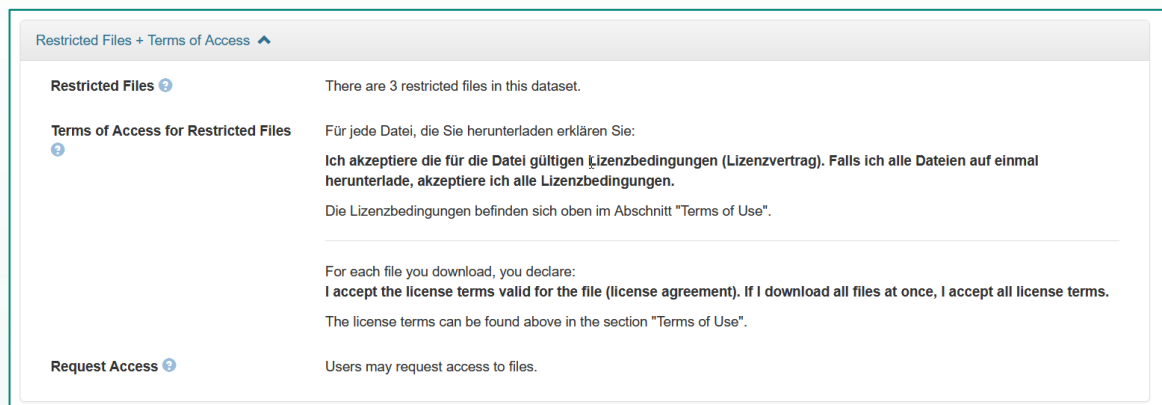 Restricted Files + Terms of Access
Restricted Files
There are 3 restricted files in this dataset.
Terms of Access for Restricted Files
Für jede Datei, die Sie herunterladen erklären Sie:
Ich akzeptiere die für die Datei gültigen Lizenzbedingungen (Lizenzvertrag). Falls ich alle Dateien auf einmal
herunterlade, akzeptiere ich alle Lizenzbedingungen.
Die Lizenzbedingungen befinden sich oben im Abschnitt "Terms of Use".
For each file you download, you declare:
I accept the license terms valid for the file (license agreement). If I download all files at once, I accept all license terms.
The license terms can be found above in the section "Terms of Use".
Request Access
Users may request access to files.